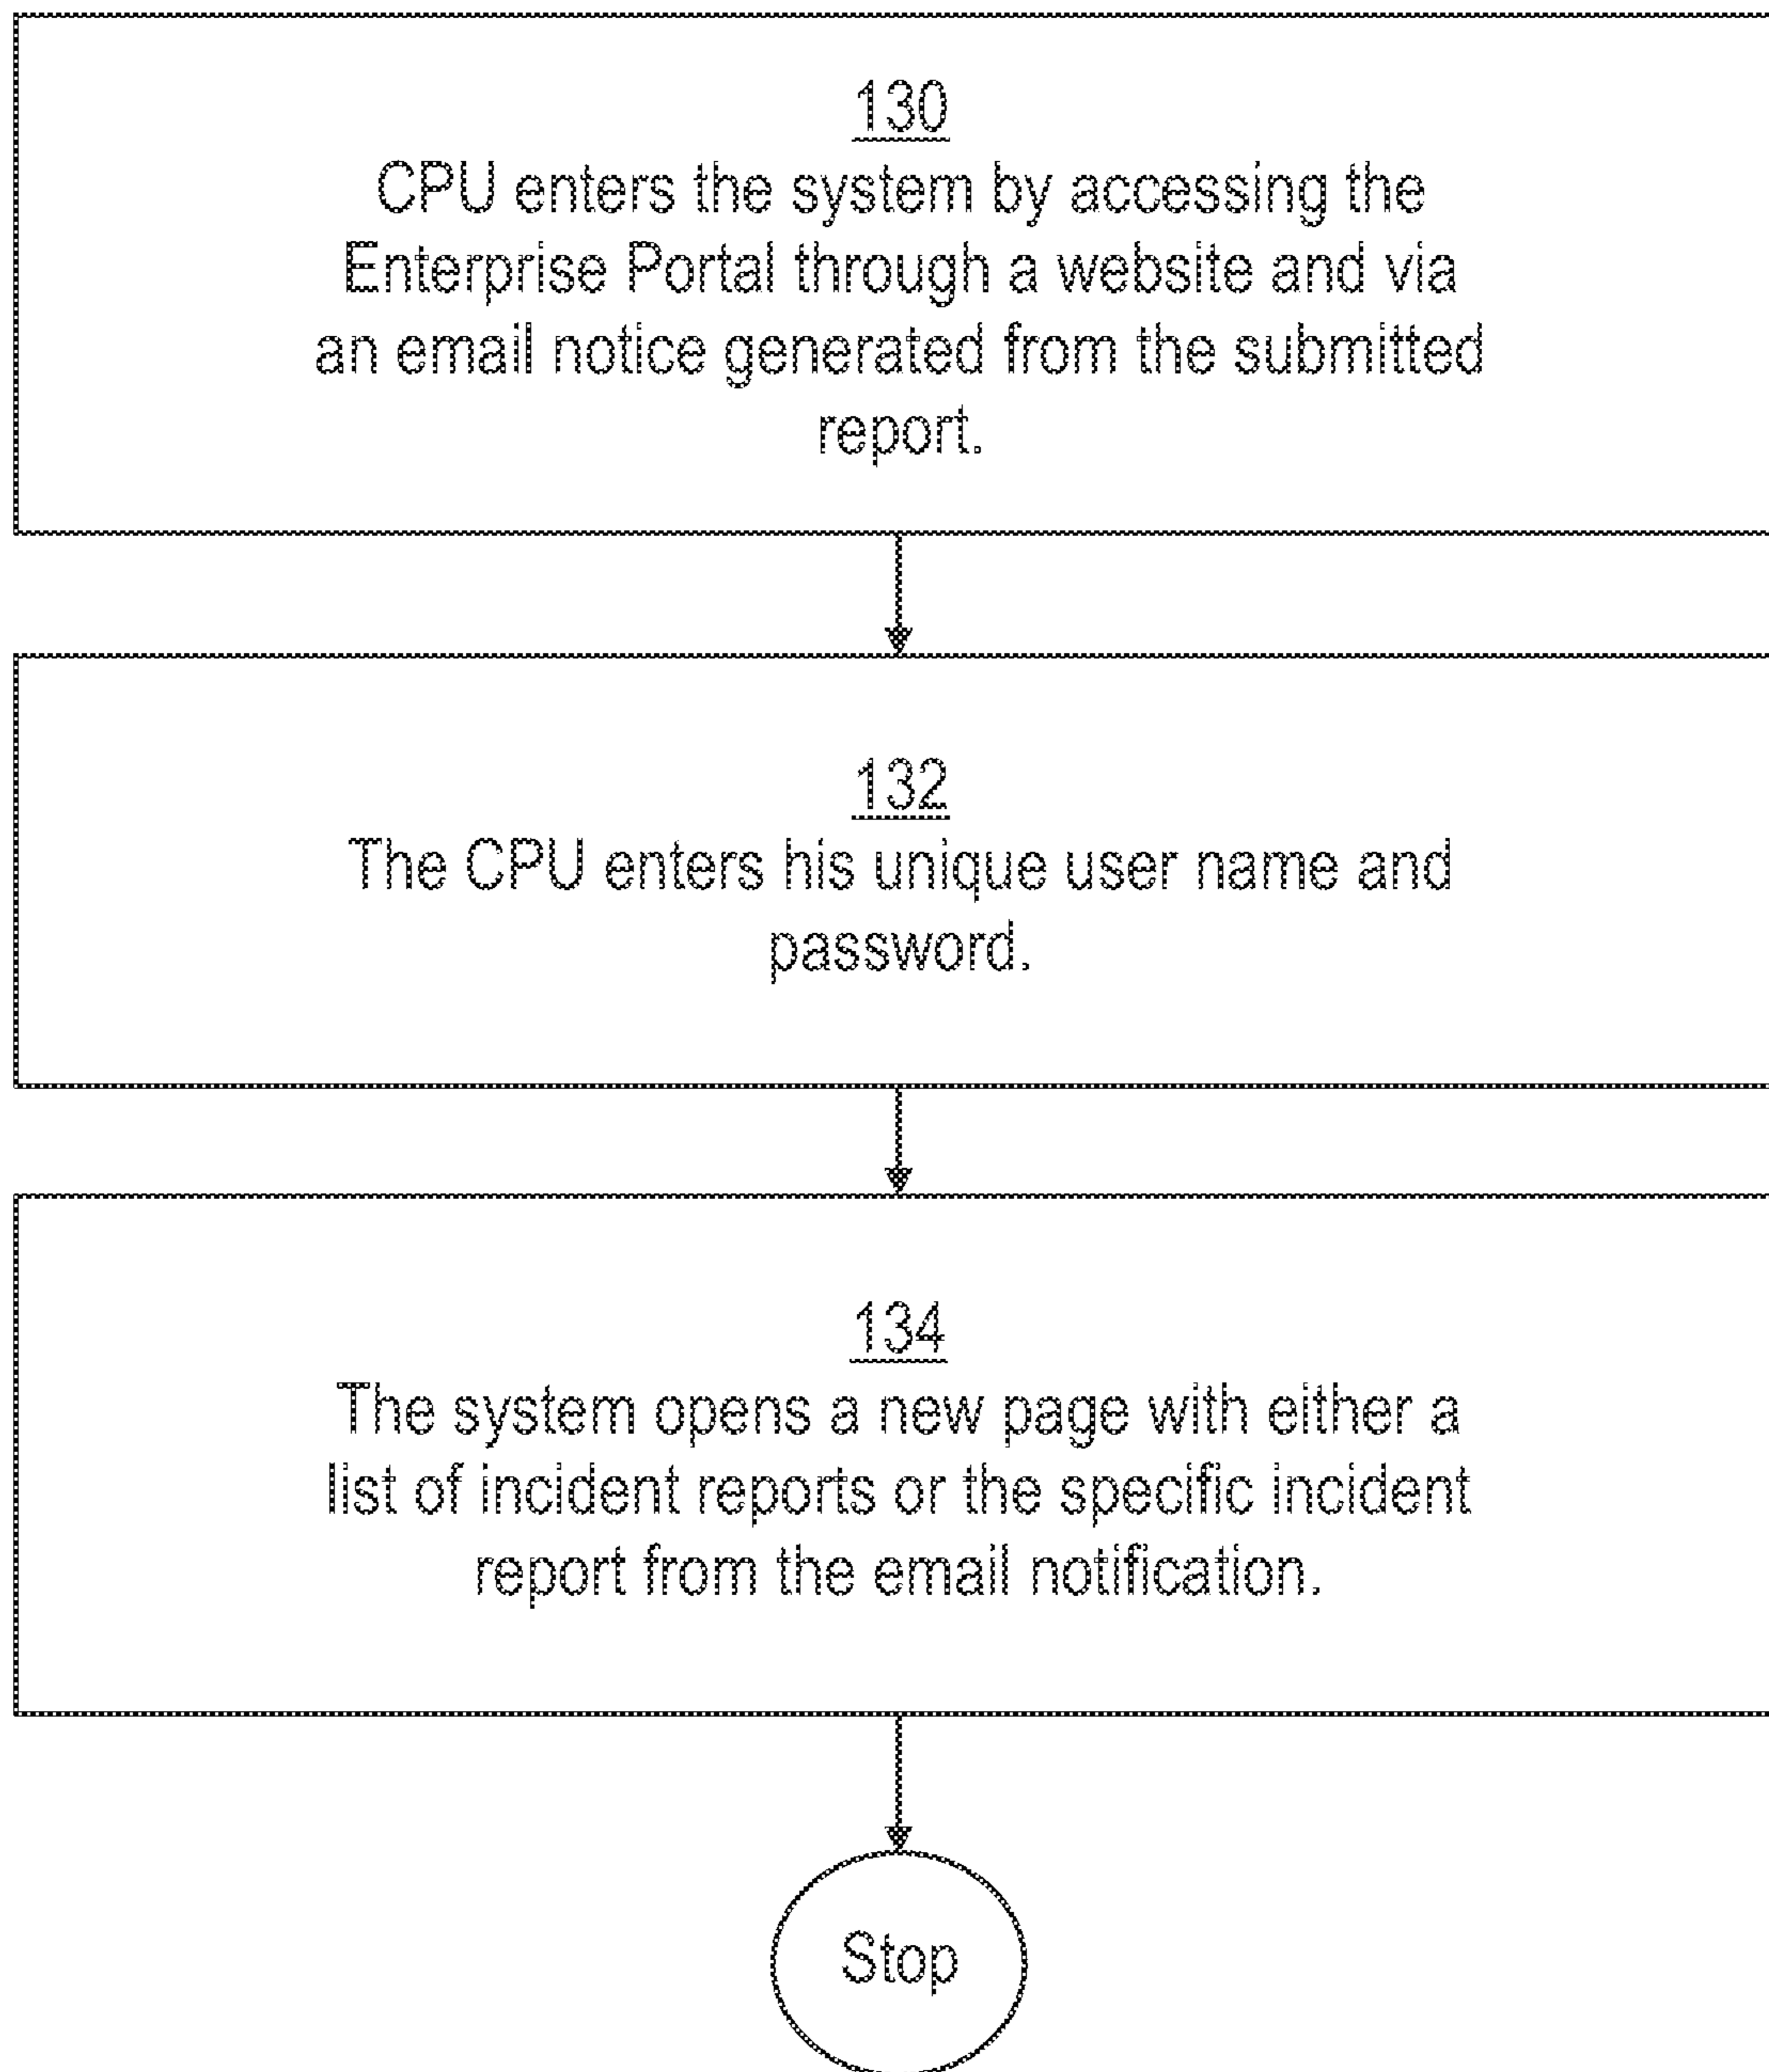 130
CPU enters the system by accessing the
Enterprise Portal through a website and via
an email notice generated from the submitted
report.
132
The CPU enters his unique user name and
password.
134
The system opens a new page with either a
list of incident reports or the specific incident
report from the email notification.
Stop